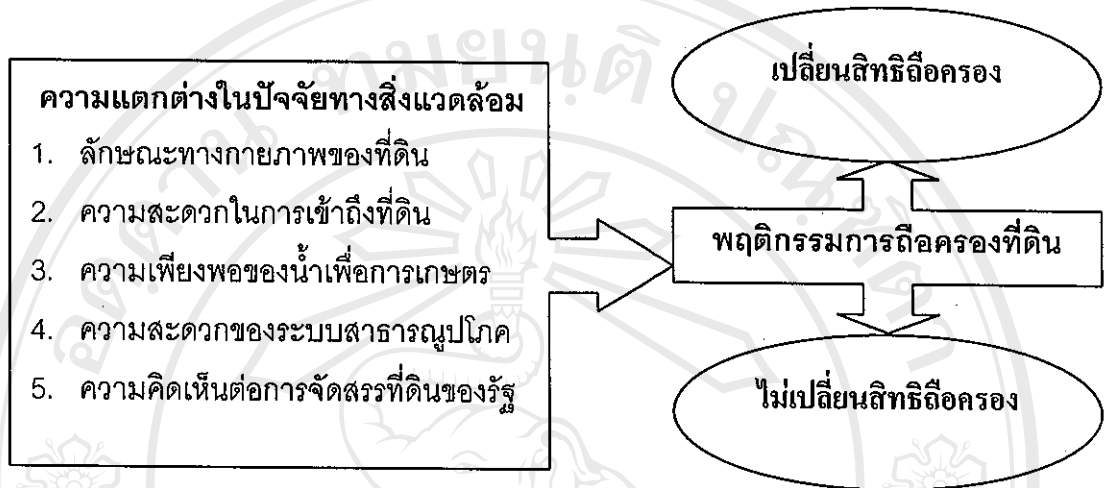 ความแตกต่างในปัจจัยทางสิ่งแวดล้อม
1. ลักษณะทางกายภาพของที่ดิน
2. ความสะดวกในการเข้าถึงที่ดิน
3. ความเพียงพอของน้ำเพื่อการเกษตร
4. ความสะดวกของระบบสาธารณูปโภค
5. ความคิดเห็นต่อการจัดสรรที่ดินของรัฐ
เปลี่ยนสิทธิถือครอง
พฤติกรรมการถือครองที่ดิน
ไม่เปลี่ยนสิทธิถือครอง